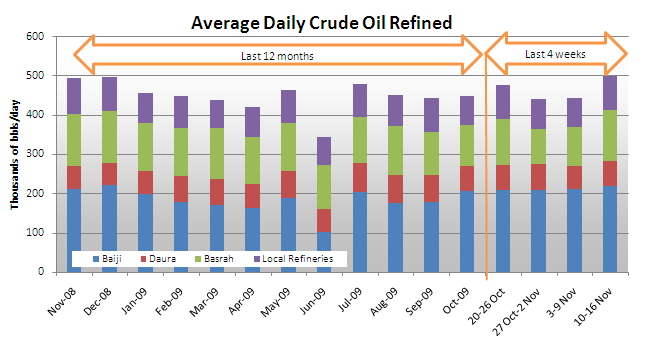 Average Daily Crude Oil Refined
600
500
400
300
200
100
0
Thousands of bbls/day
Last 12 months
Last 4 weeks
Baiji
Daura
Basrah
Local Refineries
Nov-08
Dec-08
Jan-09
Feb-09
Mar-09
Apr-09
May-09
Jun-09
Jul-09
Aug-09
Sep-09
Oct-09
20-26 Oct
27 Oct-2 Nov
3-9 Nov
10-16 Nov